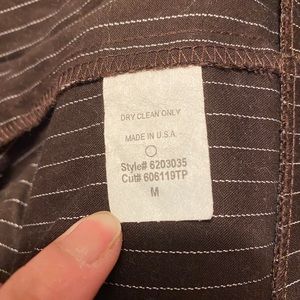 DRY CLEAN ONLY
MADE IN U.S.A.
Style# 6203035
Cut# 606119TP
M